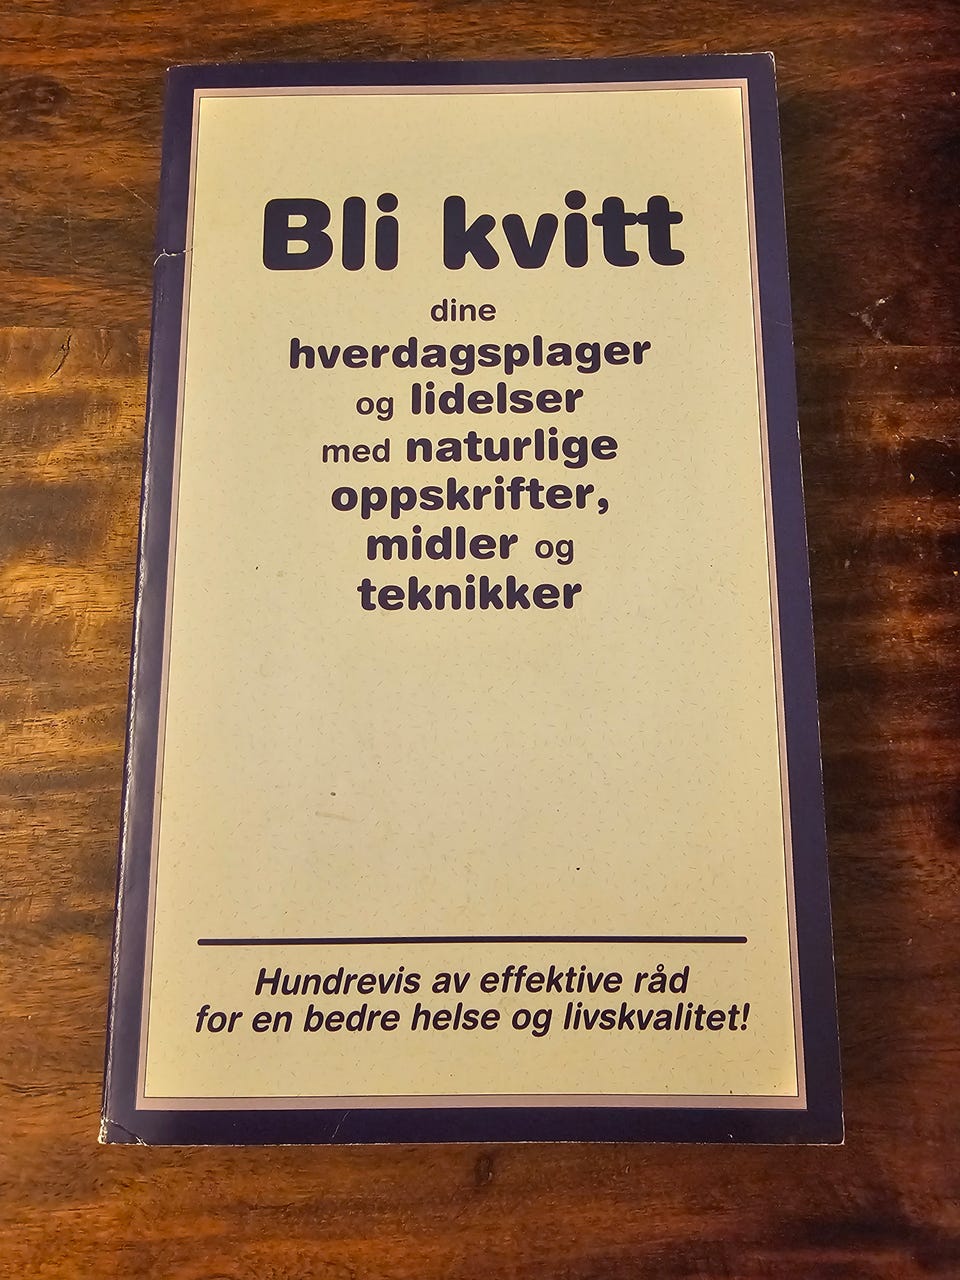 Bli kvitt
dine
hverdagsplager
og lidelser
med naturlige
oppskrifter,
midler og
teknikker
Hundrevis av effektive råd
for en bedre helse og livskvalitet!